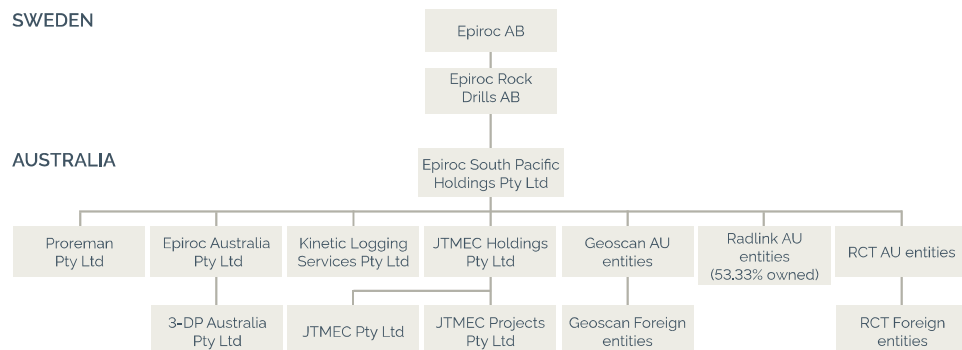 SWEDEN
Epiroc AB
Epiroc Rock
Drills AB
AUSTRALIA
Epiroc South Pacific
Holdings Pty Ltd
Proreman
Pty Ltd
Epiroc Australia
Pty Ltd
Kinetic Logging
Services Pty Ltd
JTMEC Holdings
Pty Ltd
Geoscan AU
entities
Radlink AU
entities
(53.33% owned)
RCT AU entities
3-DP Australia
Pty Ltd
JTMEC Pty Ltd
JTMEC Projects
Pty Ltd
Geoscan Foreign
entities
RCT Foreign
entities